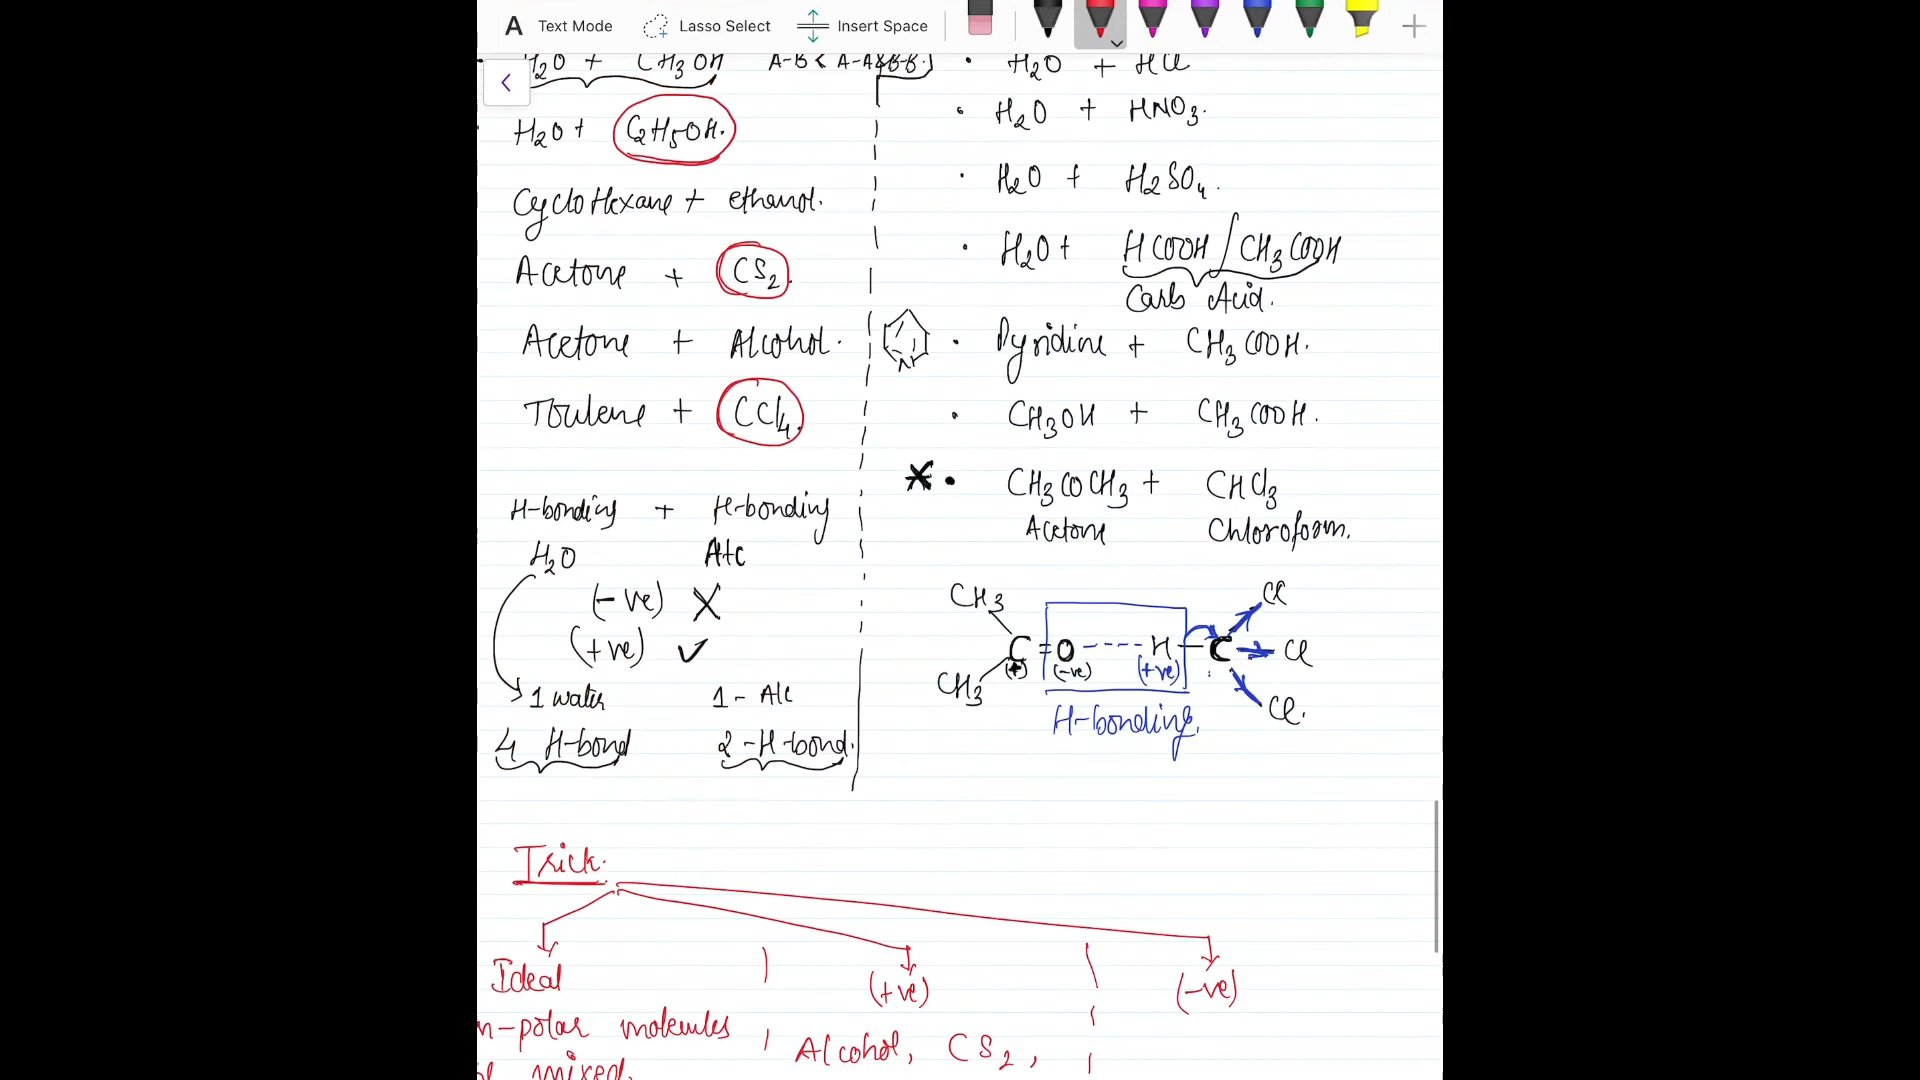 A Text Mode Lasso Select Insert Space
H2O + CH3OH A-B < A-A & B-B.
H2O + C2H5OH.
CycloHexane + ethanol.
Acetone + CS2.
Acetone + Alcohol.
Toulene + CCl4.
H-bonding + H-bonding
H2O Alc
(-ve) X
(+ve) ✓
1 water 1 - Alc
4 H-bond 2 -H-bond.
• H2O + HCl
• H2O + HNO3.
• H2O + H2SO4.
• H2O + HCOOH / CH3COOH
Carb Acid.
N • Pyridine + CH3COOH.
• CH3OH + CH3COOH.
• CH3COCH3 + CHCl3
Acetone Chloroform.
CH3 Cl
C = O ---- H - C Cl
(+) (-ve) (+ve)
CH3 Cl.
H-bonding.
Trick.
Ideal (+ve) (-ve)
n-polar molecules Alcohol, CS2,
mixed.